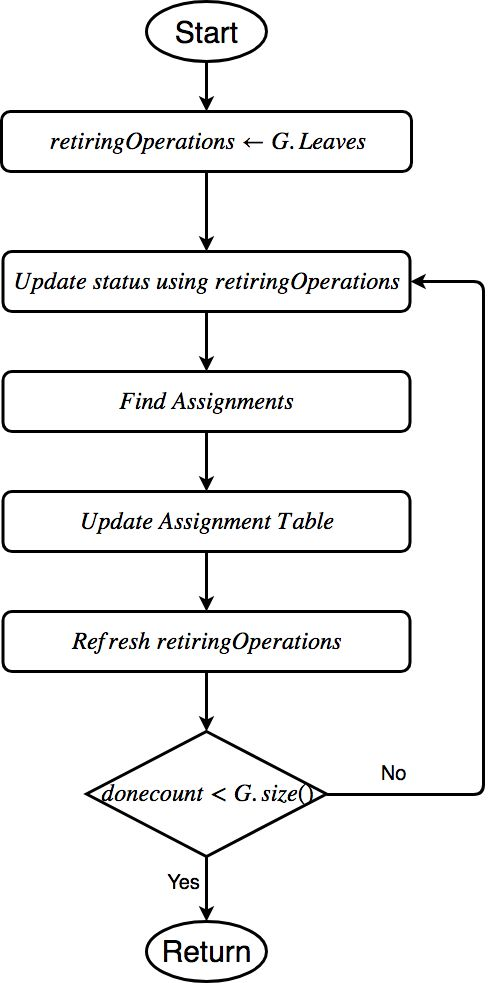 Start
retiringOperations ← G.Leaves
Update status using retiringOperations
Find Assignments
Update Assignment Table
Refresh retiringOperations
donecount < G.size()
No
Yes
Return